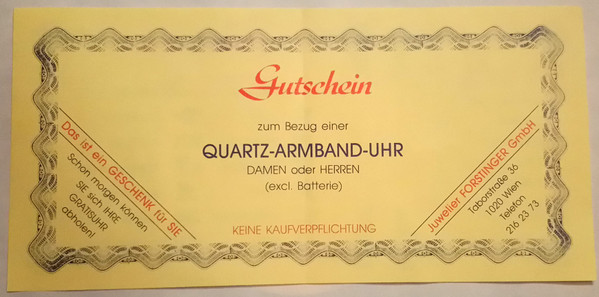 Gutschein
zum Bezug einer
QUARTZ-ARMBAND-UHR
DAMEN oder HERREN
(excl. Batterie)
KEINE KAUFVERPFLICHTUNG
Das ist ein GESCHENK für SIE
Schon morgen können
SIE sich IHRE
GRATISUHR
abholen!
Juwelier FORSTINGER GmbH
Taborstraße 36
1020 Wien
Telefon
216 23 73